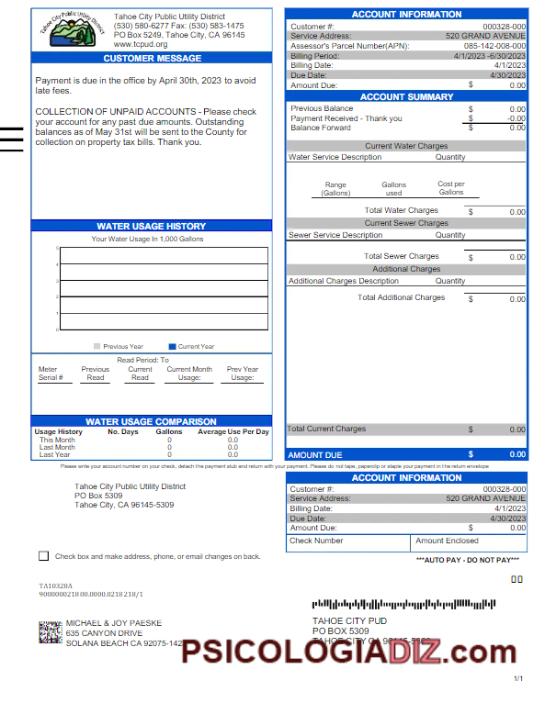 Tahoe City Public Utility District
Tahoe City Public Utility District
(530) 580-6277 Fax: (530) 583-1475
PO Box 5249, Tahoe City, CA 96145
www.tcpud.org
CUSTOMER MESSAGE
Payment is due in the office by April 30th, 2023 to avoid
late fees.
COLLECTION OF UNPAID ACCOUNTS - Please check
your account for any past due amounts. Outstanding
balances as of May 31st will be sent to the County for
collection on property tax bills. Thank you.
WATER USAGE HISTORY
Your Water Usage In 1,000 Gallons
5
4
3
2
1
0
Previous Year Current Year
Read Period: To
Meter Previous Current Current Month Prev Year
Serial # Read Read Usage: Usage:
WATER USAGE COMPARISON
Usage History No. Days Gallons Average Use Per Day
This Month 0 0.0
Last Month 0 0.0
Last Year 0 0.0
ACCOUNT INFORMATION
Customer #: 000328-000
Service Address: 520 GRAND AVENUE
Assessor's Parcel Number(APN): 085-142-008-000
Billing Period: 4/1/2023 -6/30/2023
Billing Date: 4/1/2023
Due Date: 4/30/2023
Amount Due: $ 0.00
ACCOUNT SUMMARY
Previous Balance $ 0.00
Payment Received - Thank you $ -0.00
Balance Forward $ 0.00
Current Water Charges
Water Service Description Quantity
Range Gallons Cost per
(Gallons) used Gallons
Total Water Charges $ 0.00
Current Sewer Charges
Sewer Service Description Quantity
Total Sewer Charges $ 0.00
Additional Charges
Additional Charges Description Quantity
Total Additional Charges $ 0.00
Total Current Charges $ 0.00
AMOUNT DUE $ 0.00
Please write your account number on your check, detach the payment stub and return with your payment. Please do not tape, paperclip or staple your payment in the return envelope
Tahoe City Public Utility District
PO Box 5309
Tahoe City, CA 96145-5309
Check box and make address, phone, or email changes on back.
ACCOUNT INFORMATION
Customer #: 000328-000
Service Address: 520 GRAND AVENUE
Billing Date: 4/1/2023
Due Date: 4/30/2023
Amount Due: $ 0.00
Check Number Amount Enclosed
***AUTO PAY - DO NOT PAY***
TA10328A
MICHAEL & JOY PAESKE
635 CANYON DRIVE
SOLANA BEACH CA 92075-142
TAHOE CITY PUD
PO BOX 5309
TAHOE CITY CA 96145-5309
PSICOLOGIADIZ.com
1/1